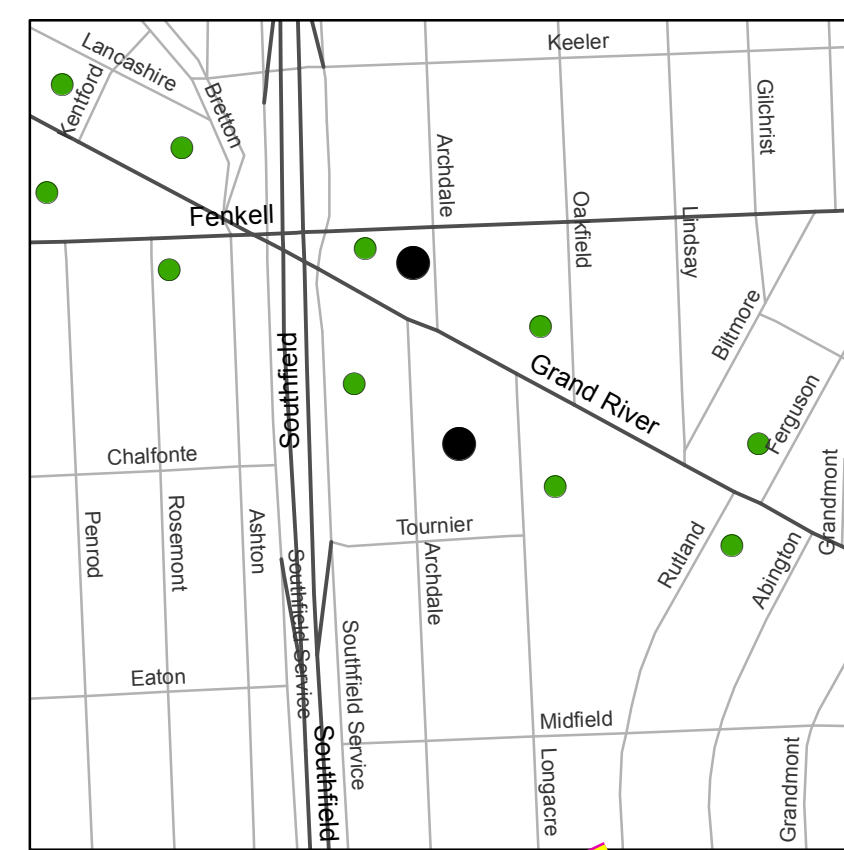 Keeler
Lancashire
Kentford
Bretton
Gilchrist
Archdale
Oakfield
Lindsay
Fenkell
Biltmore
Southfield
Grand River
Ferguson
Chalfonte
Grandmont
Penrod
Rosemont
Ashton
Tournier
Archdale
Rutland
Abington
Southfield Service
Southfield Service
Eaton
Midfield
Southfield
Longacre
Grandmont